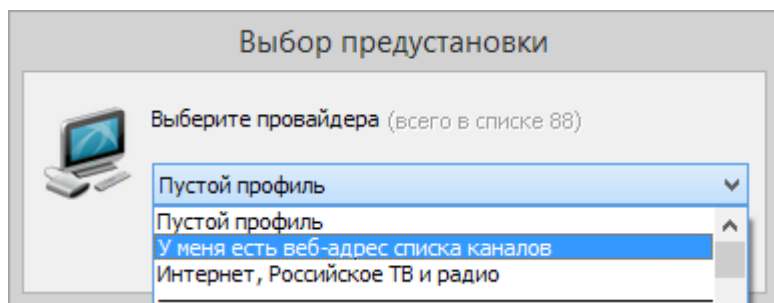 Выбор предустановки
Выберите провайдера (всего в списке 88)
Пустой профиль
Пустой профиль
У меня есть веб-адрес списка каналов
Интернет, Российское ТВ и радио